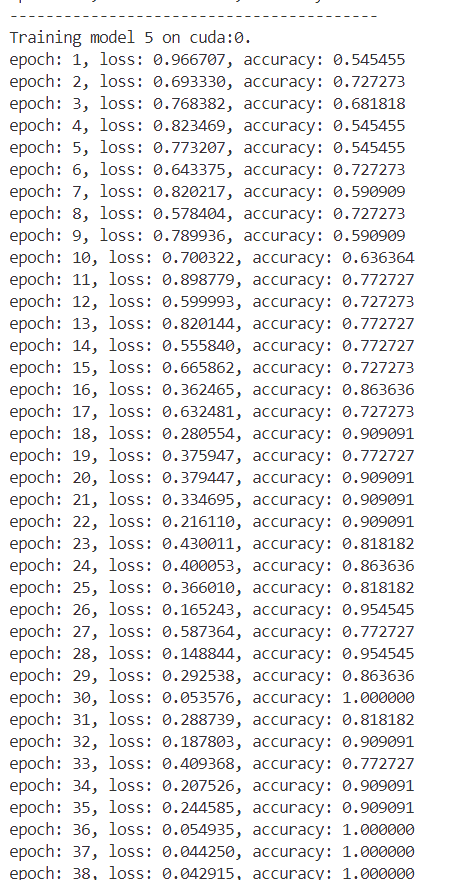 ----------------------------------------
Training model 5 on cuda:0.
epoch: 1, loss: 0.966707, accuracy: 0.545455
epoch: 2, loss: 0.693330, accuracy: 0.727273
epoch: 3, loss: 0.768382, accuracy: 0.681818
epoch: 4, loss: 0.823469, accuracy: 0.545455
epoch: 5, loss: 0.773207, accuracy: 0.545455
epoch: 6, loss: 0.643375, accuracy: 0.727273
epoch: 7, loss: 0.820217, accuracy: 0.590909
epoch: 8, loss: 0.578404, accuracy: 0.727273
epoch: 9, loss: 0.789936, accuracy: 0.590909
epoch: 10, loss: 0.700322, accuracy: 0.636364
epoch: 11, loss: 0.898779, accuracy: 0.772727
epoch: 12, loss: 0.599993, accuracy: 0.727273
epoch: 13, loss: 0.820144, accuracy: 0.772727
epoch: 14, loss: 0.555840, accuracy: 0.772727
epoch: 15, loss: 0.665862, accuracy: 0.727273
epoch: 16, loss: 0.362465, accuracy: 0.863636
epoch: 17, loss: 0.632481, accuracy: 0.727273
epoch: 18, loss: 0.280554, accuracy: 0.909091
epoch: 19, loss: 0.375947, accuracy: 0.772727
epoch: 20, loss: 0.379447, accuracy: 0.909091
epoch: 21, loss: 0.334695, accuracy: 0.909091
epoch: 22, loss: 0.216110, accuracy: 0.909091
epoch: 23, loss: 0.430011, accuracy: 0.818182
epoch: 24, loss: 0.400053, accuracy: 0.863636
epoch: 25, loss: 0.366010, accuracy: 0.818182
epoch: 26, loss: 0.165243, accuracy: 0.954545
epoch: 27, loss: 0.587364, accuracy: 0.772727
epoch: 28, loss: 0.148844, accuracy: 0.954545
epoch: 29, loss: 0.292538, accuracy: 0.863636
epoch: 30, loss: 0.053576, accuracy: 1.000000
epoch: 31, loss: 0.288739, accuracy: 0.818182
epoch: 32, loss: 0.187803, accuracy: 0.909091
epoch: 33, loss: 0.409368, accuracy: 0.772727
epoch: 34, loss: 0.207526, accuracy: 0.909091
epoch: 35, loss: 0.244585, accuracy: 0.909091
epoch: 36, loss: 0.054935, accuracy: 1.000000
epoch: 37, loss: 0.044250, accuracy: 1.000000
epoch: 38, loss: 0.042915, accuracy: 1.000000